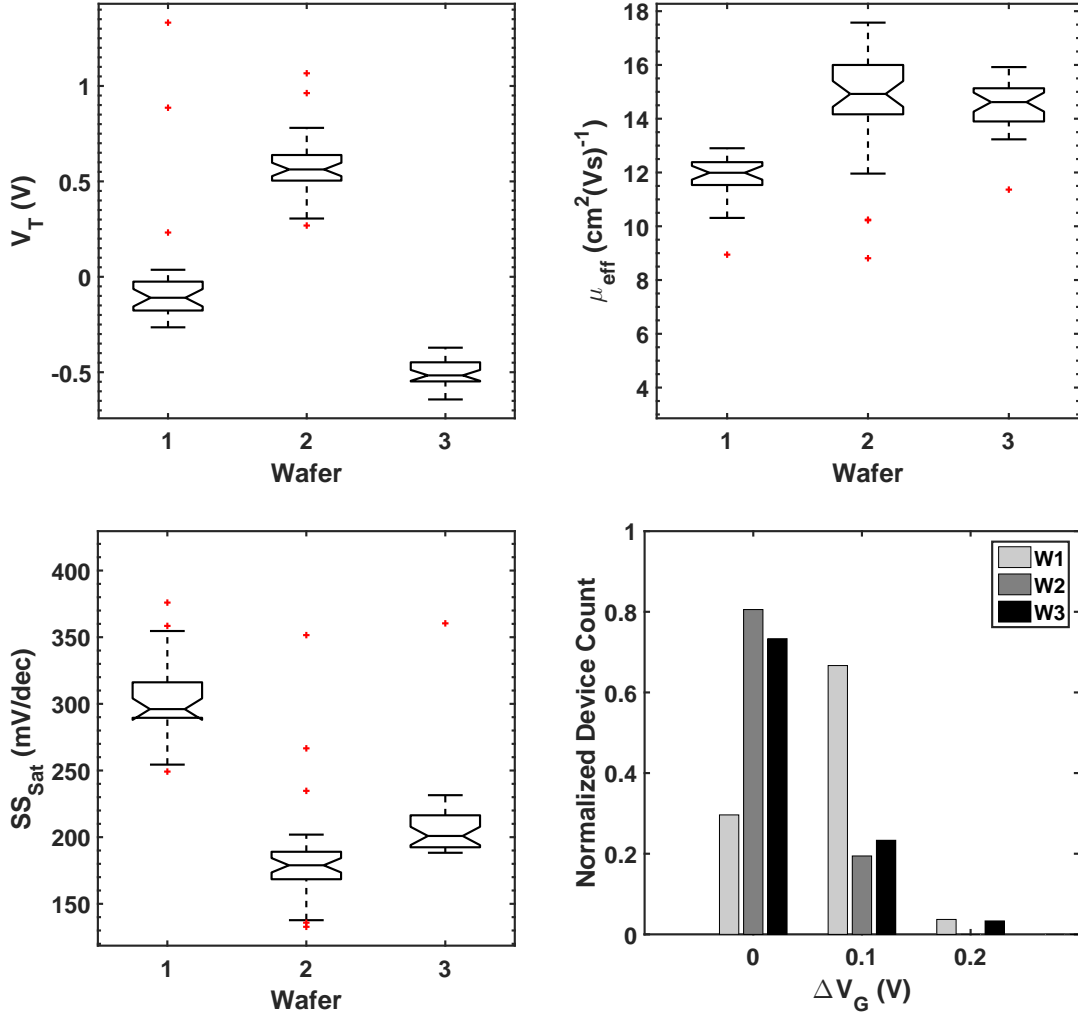 V_T (V)
1
0.5
0
-0.5
1 2 3
Wafer
μ_eff (cm^2(Vs)^-1)
18
16
14
12
10
8
6
4
1 2 3
Wafer
SS_Sat (mV/dec)
400
350
300
250
200
150
1 2 3
Wafer
Normalized Device Count
1
0.8
0.6
0.4
0.2
0
W1
W2
W3
0 0.1 0.2
ΔV_G (V)